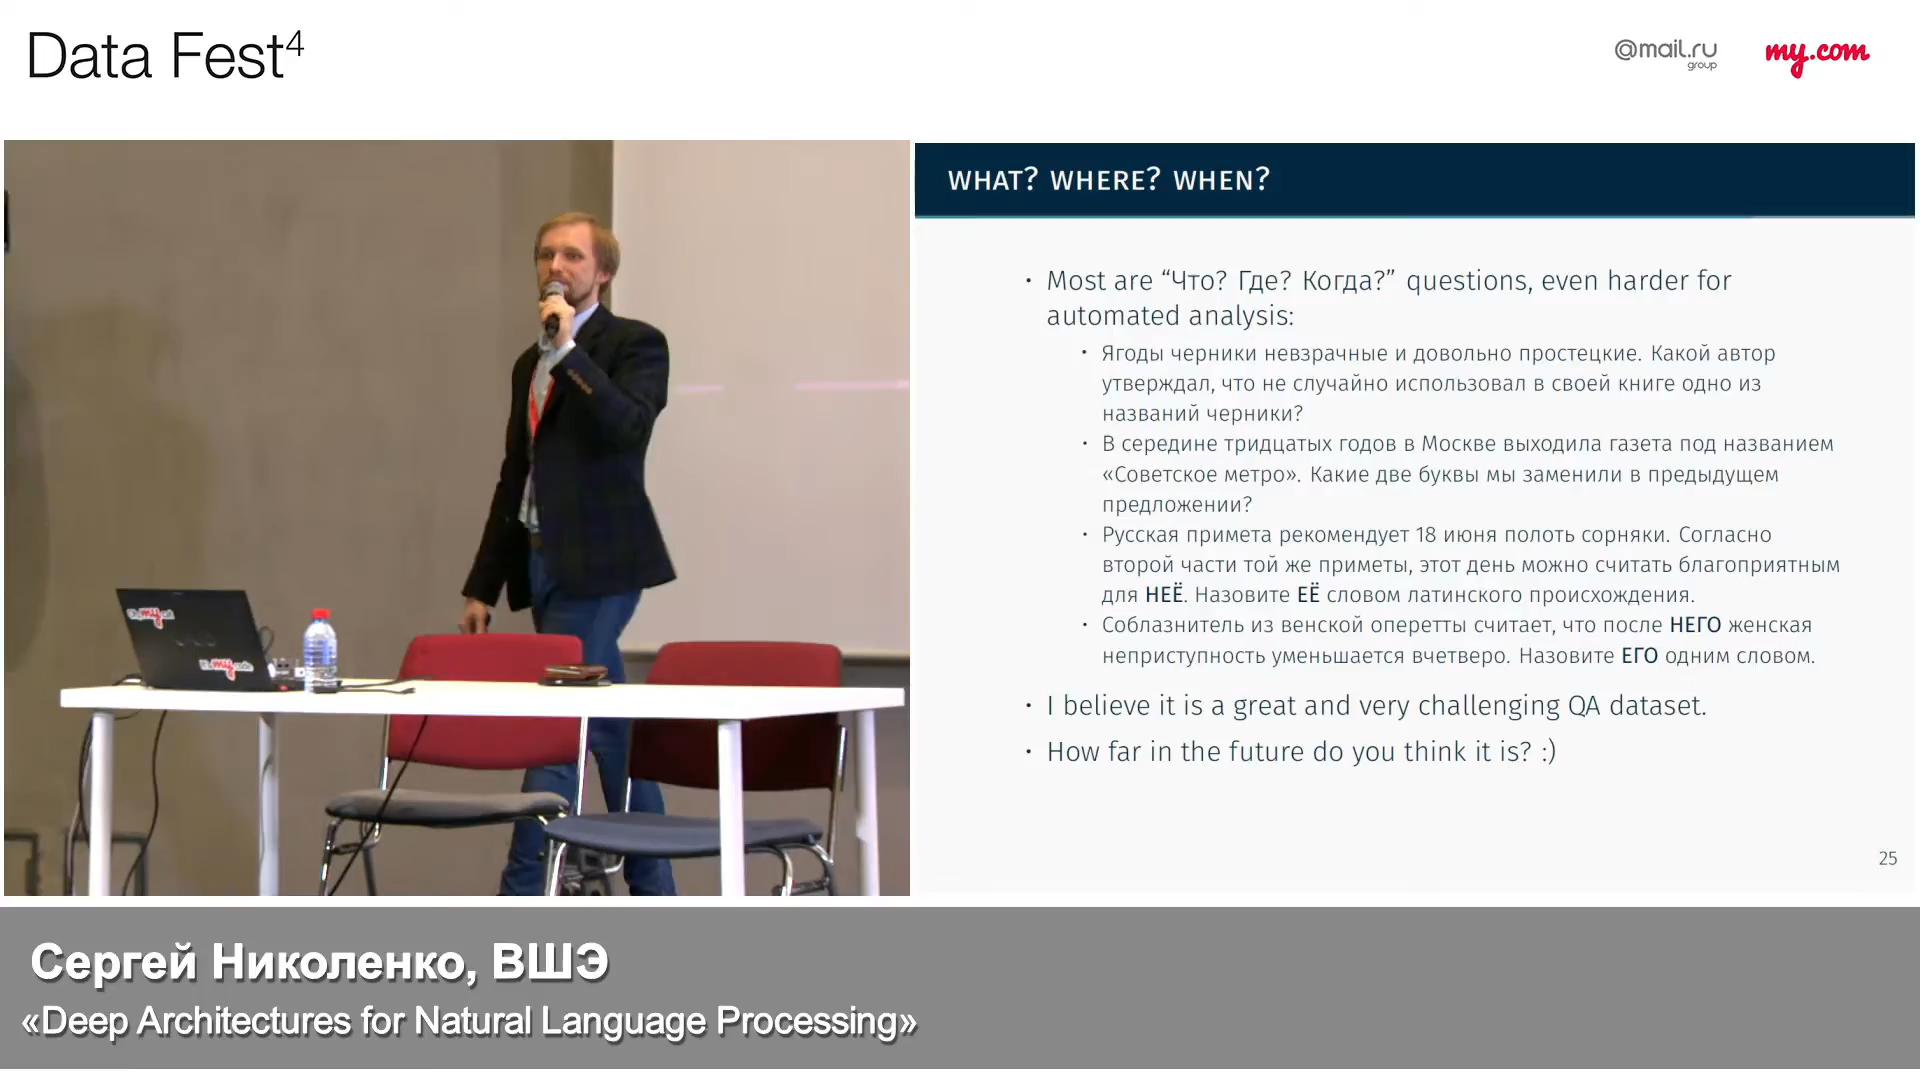 Data Fest⁴
@mail.ru
group
my.com
WHAT? WHERE? WHEN?
· Most are “Что? Где? Когда?” questions, even harder for
automated analysis:
· Ягоды черники невзрачные и довольно простецкие. Какой автор
утверждал, что не случайно использовал в своей книге одно из
названий черники?
· В середине тридцатых годов в Москве выходила газета под названием
«Советское метро». Какие две буквы мы заменили в предыдущем
предложении?
· Русская примета рекомендует 18 июня полоть сорняки. Согласно
второй части той же приметы, этот день можно считать благоприятным
для НЕЁ. Назовите ЕЁ словом латинского происхождения.
· Соблазнитель из венской оперетты считает, что после НЕГО женская
неприступность уменьшается вчетверо. Назовите ЕГО одним словом.
· I believe it is a great and very challenging QA dataset.
· How far in the future do you think it is? :)
25
Сергей Николенко, ВШЭ
«Deep Architectures for Natural Language Processing»